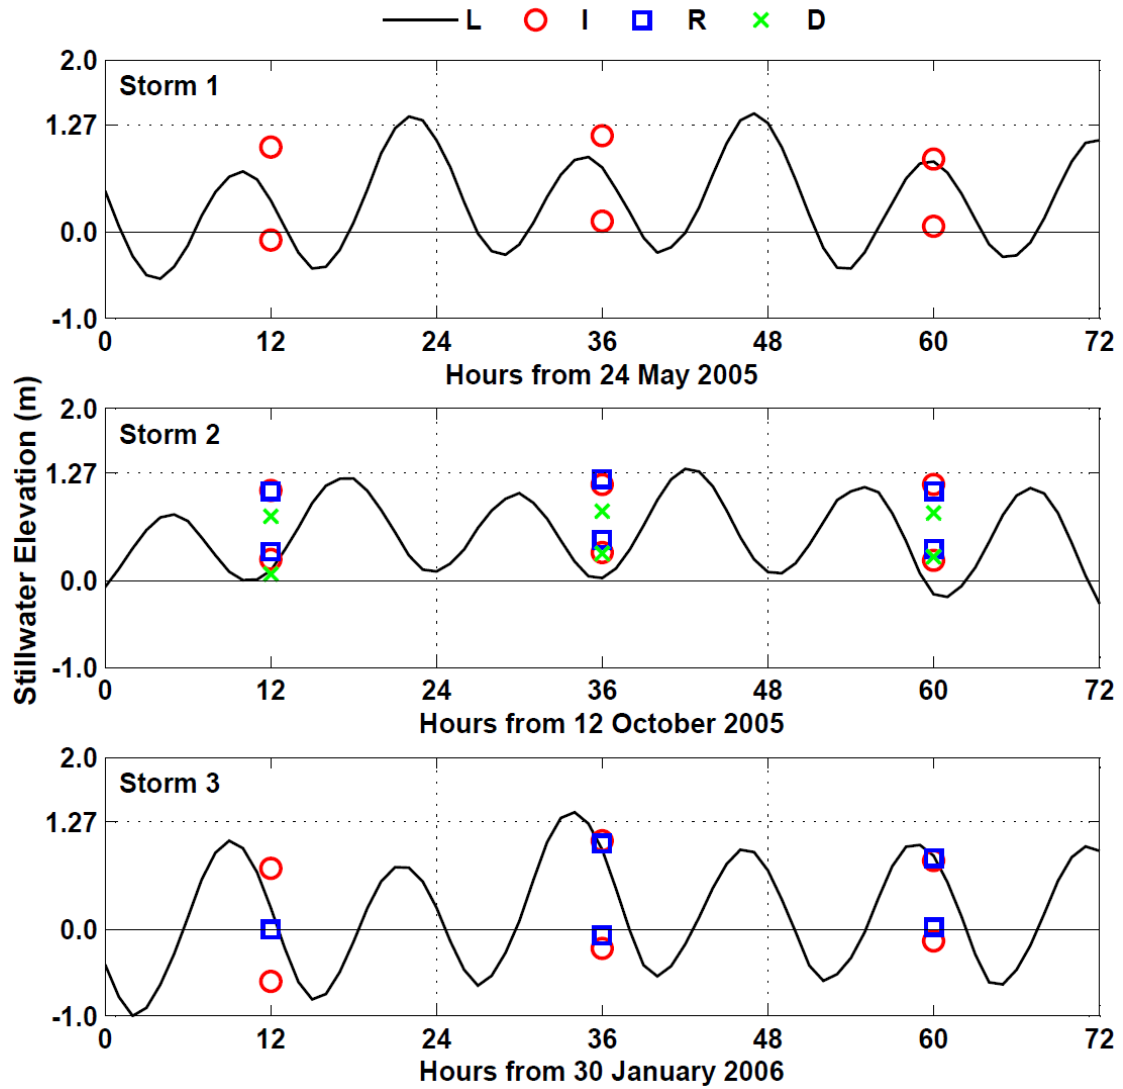 L I R D
Storm 1
2.0
1.27
0.0
-1.0
0 12 24 36 48 60 72
Hours from 24 May 2005
Stillwater Elevation (m)
Storm 2
2.0
1.27
0.0
-1.0
0 12 24 36 48 60 72
Hours from 12 October 2005
Storm 3
2.0
1.27
0.0
-1.0
0 12 24 36 48 60 72
Hours from 30 January 2006